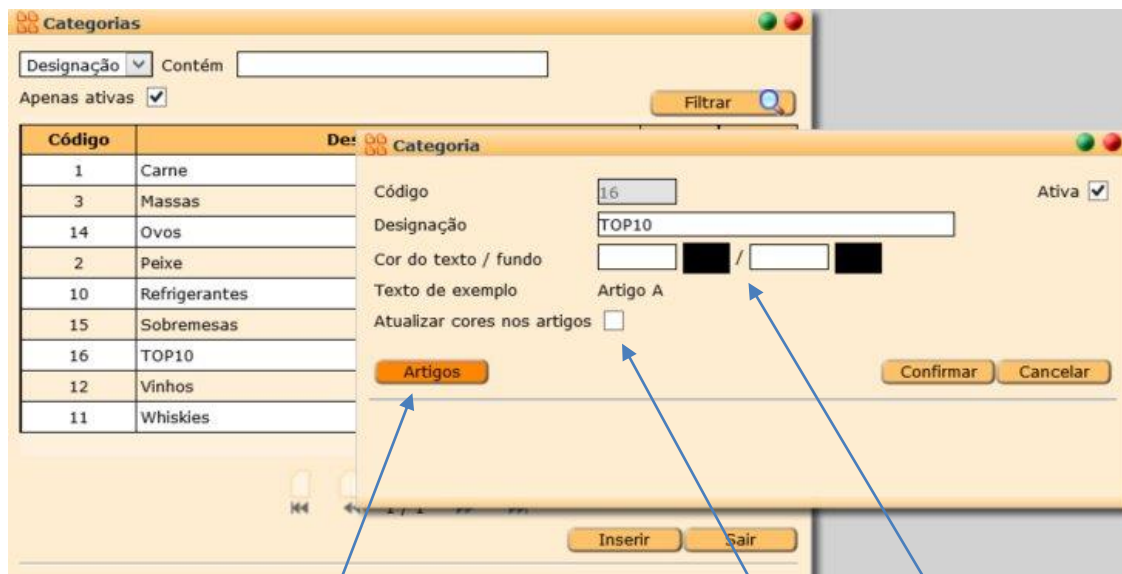 Categorias
Designação Contém
Apenas ativas
Filtrar
Código
1 Carne
3 Massas
14 Ovos
2 Peixe
10 Refrigerantes
15 Sobremesas
16 TOP10
12 Vinhos
11 Whiskies
1 / 1
Inserir Sair
Categoria
Código 16 Ativa
Designação TOP10
Cor do texto / fundo /
Texto de exemplo Artigo A
Atualizar cores nos artigos
Artigos Confirmar Cancelar